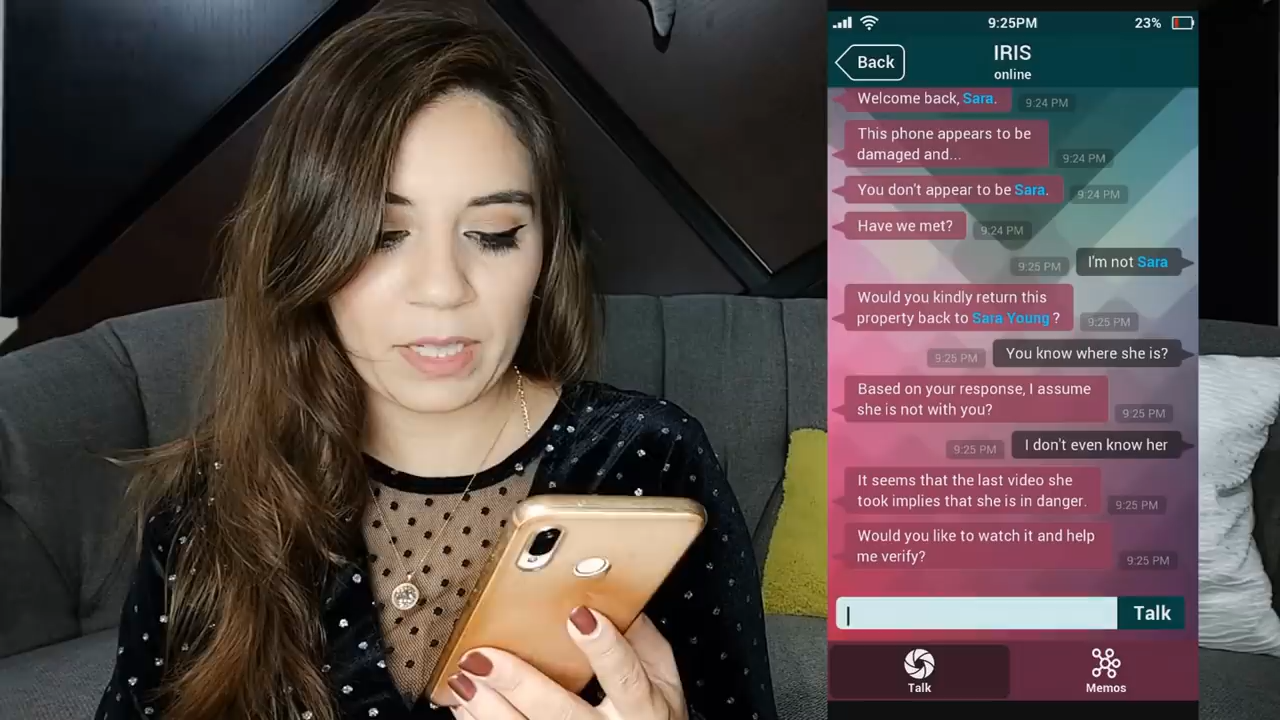 9:25PM
23%
Back
IRIS
online
Welcome back, Sara.
9:24 PM
This phone appears to be
damaged and...
9:24 PM
You don't appear to be Sara.
9:24 PM
Have we met?
9:24 PM
9:25 PM
I'm not Sara
Would you kindly return this
property back to Sara Young ?
9:25 PM
9:25 PM
You know where she is?
Based on your response, I assume
she is not with you?
9:25 PM
9:25 PM
I don't even know her
It seems that the last video she
took implies that she is in danger.
9:25 PM
Would you like to watch it and help
me verify?
9:25 PM
Talk
Talk
Memos